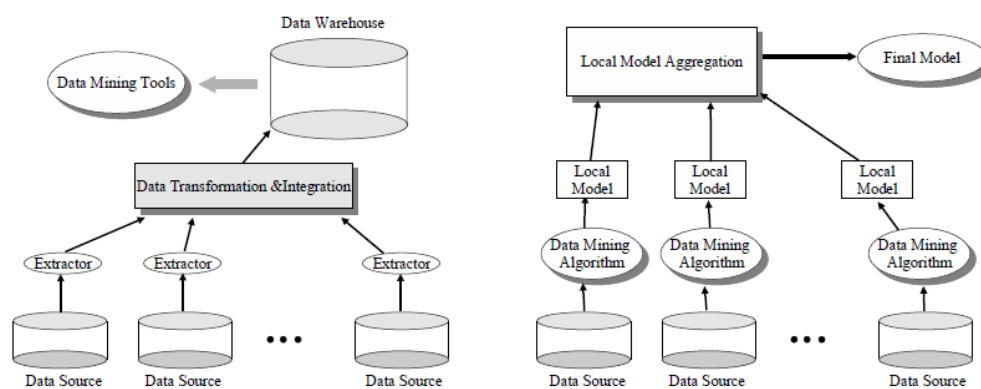 Data Warehouse
Data Mining Tools
Data Transformation &Integration
Extractor
Extractor
Extractor
Data Source
Data Source
Data Source
Local Model Aggregation
Final Model
Local
Model
Local
Model
Local
Model
Data Mining
Algorithm
Data Mining
Algorithm
Data Mining
Algorithm
Data Source
Data Source
Data Source